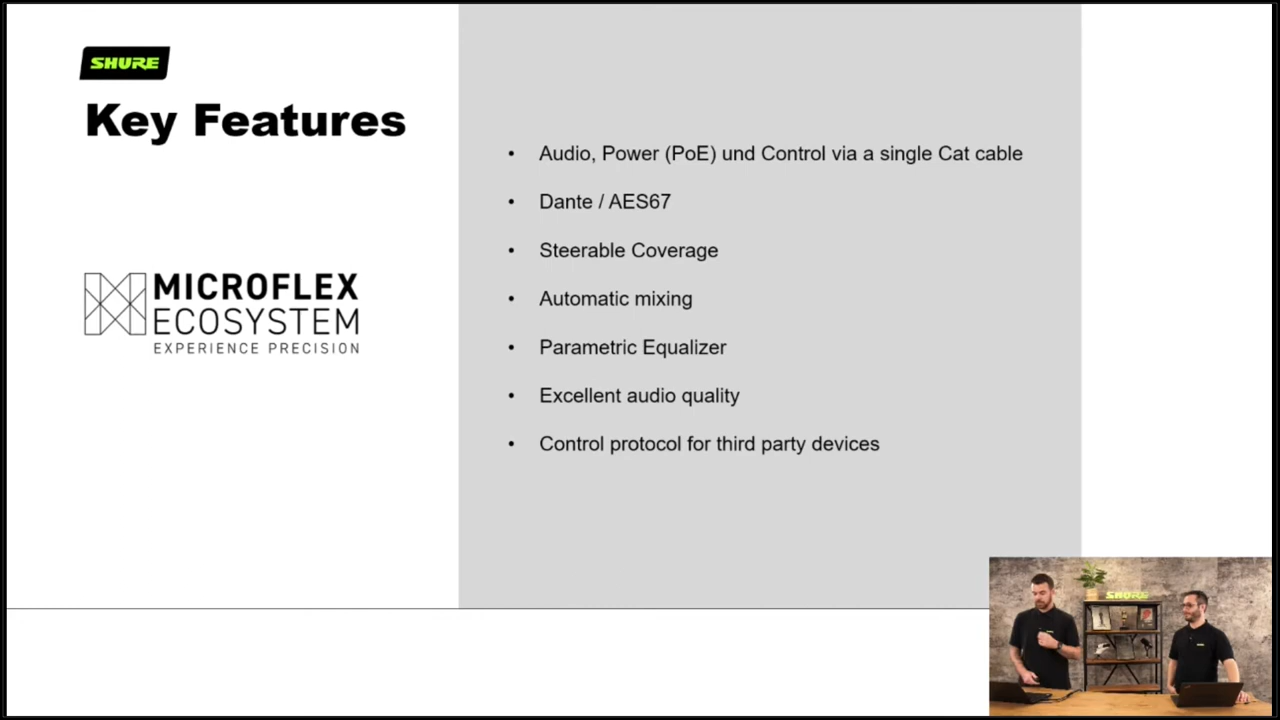 SHURE
Key Features
MICROFLEX
ECOSYSTEM
EXPERIENCE PRECISION
• Audio, Power (PoE) und Control via a single Cat cable
• Dante / AES67
• Steerable Coverage
• Automatic mixing
• Parametric Equalizer
• Excellent audio quality
• Control protocol for third party devices
SHURE